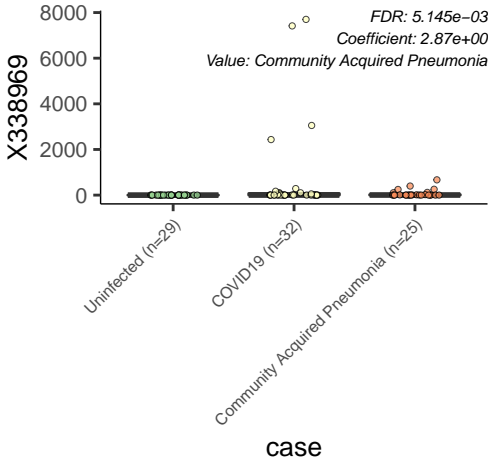 FDR: 5.145e−03
Coefficient: 2.87e+00
Value: Community Acquired Pneumonia
X338969
8000
6000
4000
2000
0
Uninfected (n=29)
COVID19 (n=32)
Community Acquired Pneumonia (n=25)
case